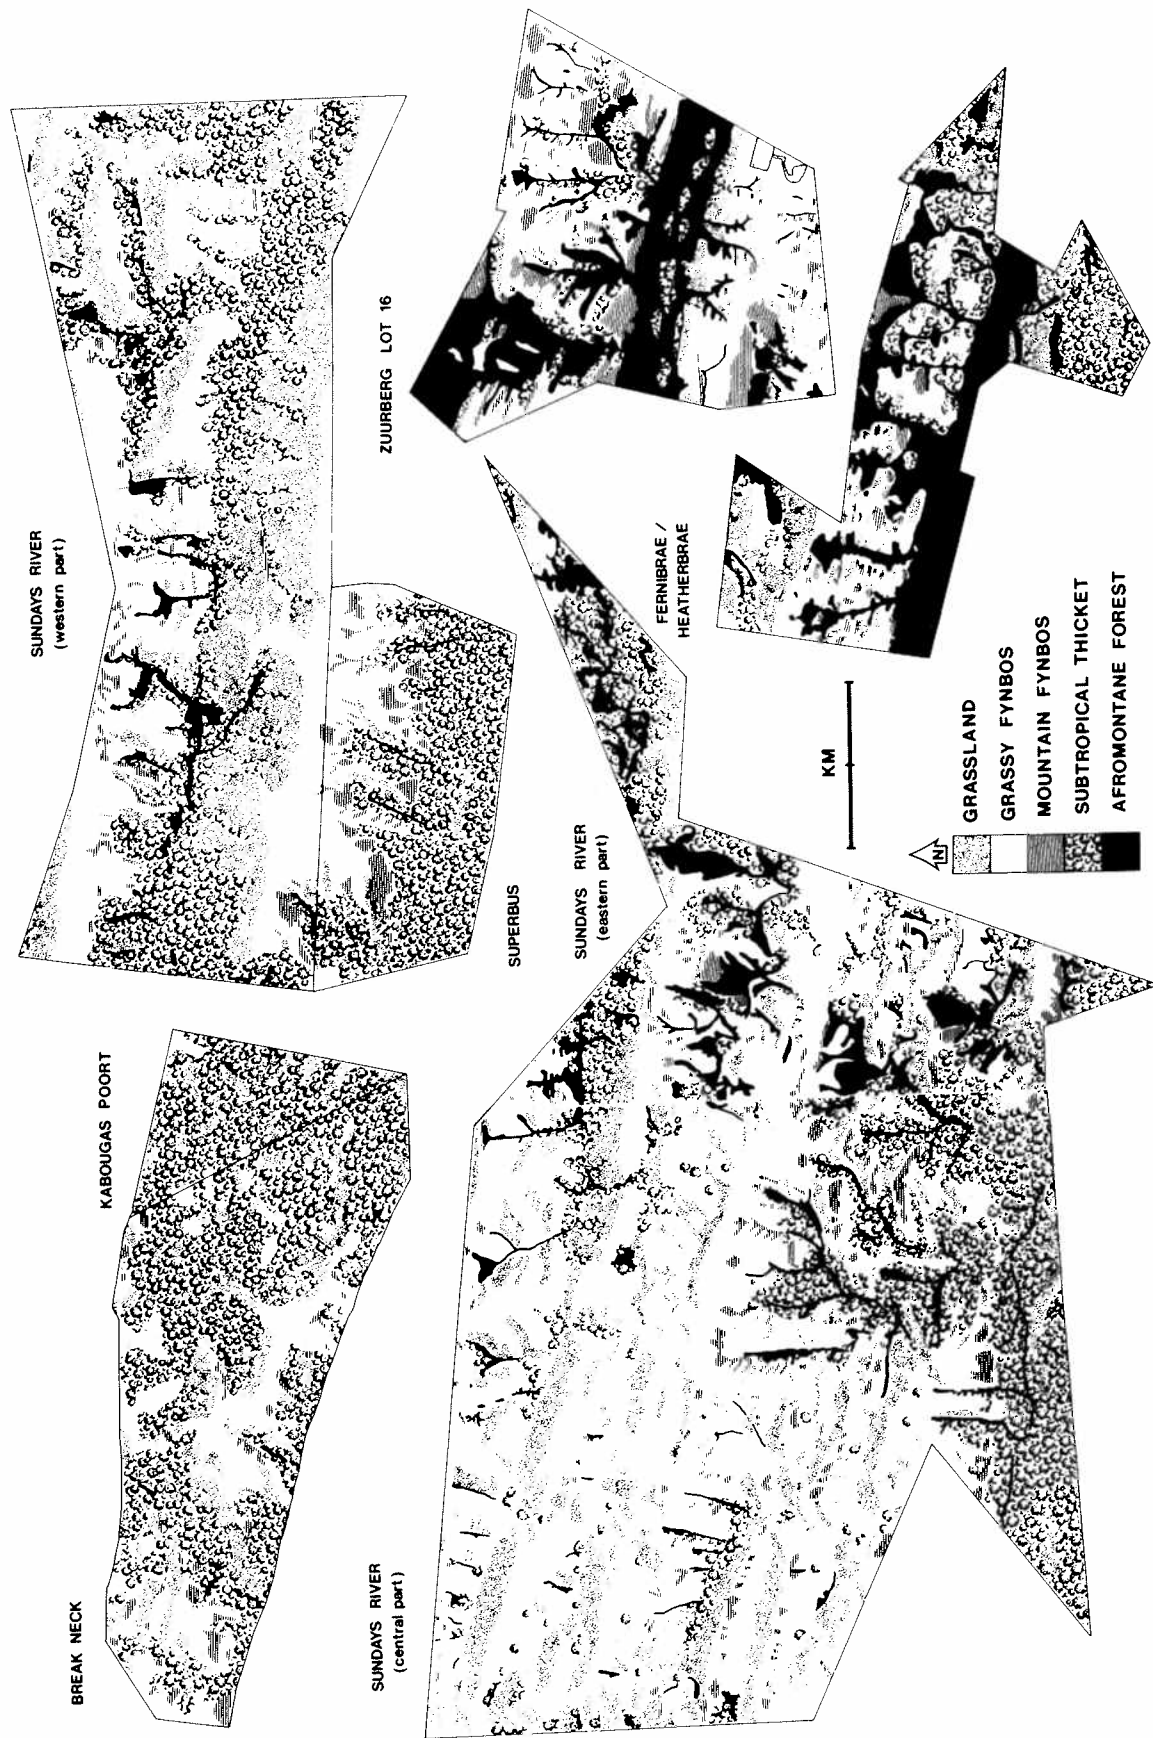 BREAK NECK
KABOUGAS POORT
SUNDAYS RIVER
(western part)
SUPERBUS
ZUURBERG LOT 16
SUNDAYS RIVER
(central part)
SUNDAYS RIVER
(eastern part)
FERNIBRAE /
HEATHERBRAE
KM
N
GRASSLAND
GRASSY FYNBOS
MOUNTAIN FYNBOS
SUBTROPICAL THICKET
AFROMONTANE FOREST